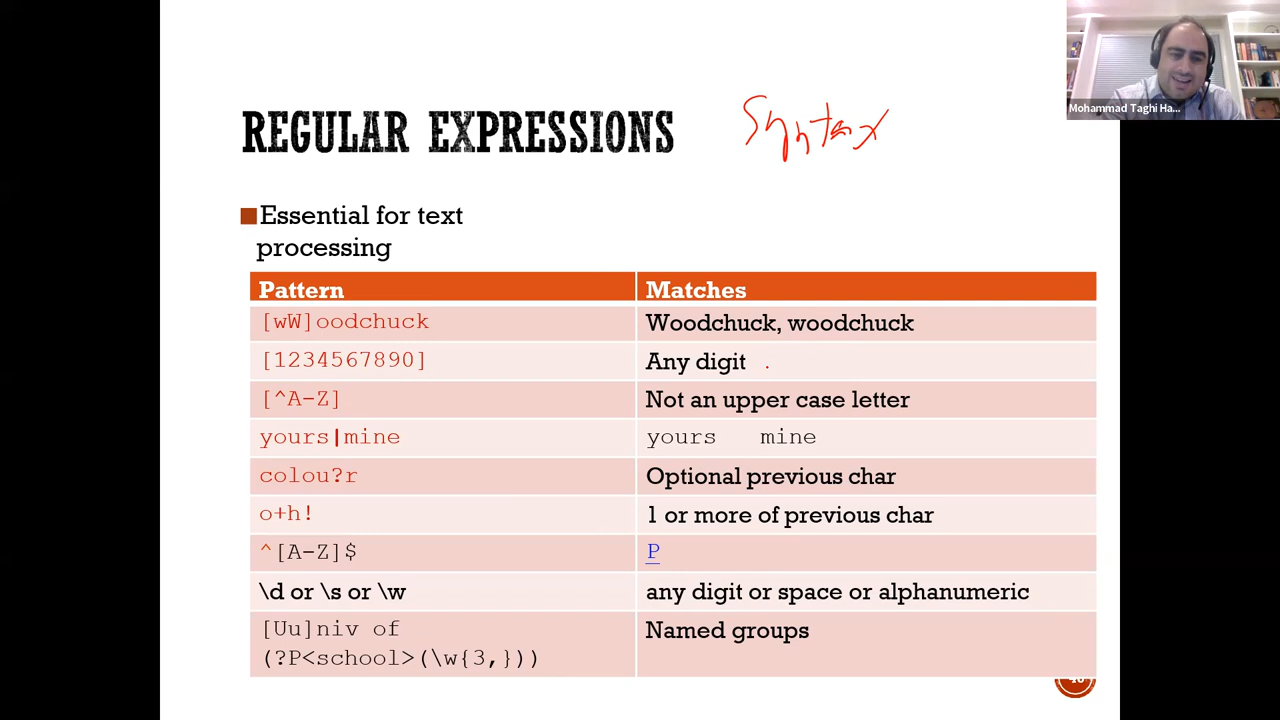 Mohammad Taghi Ha...
REGULAR EXPRESSIONS
Syntax
Essential for text
processing
Pattern Matches
[wW]oodchuck Woodchuck, woodchuck
[1234567890] Any digit
[^A-Z] Not an upper case letter
yours|mine yours mine
colou?r Optional previous char
o+h! 1 or more of previous char
^[A-Z]$ P
\d or \s or \w any digit or space or alphanumeric
[Uu]niv of Named groups
(?P<school>(\w{3,}))